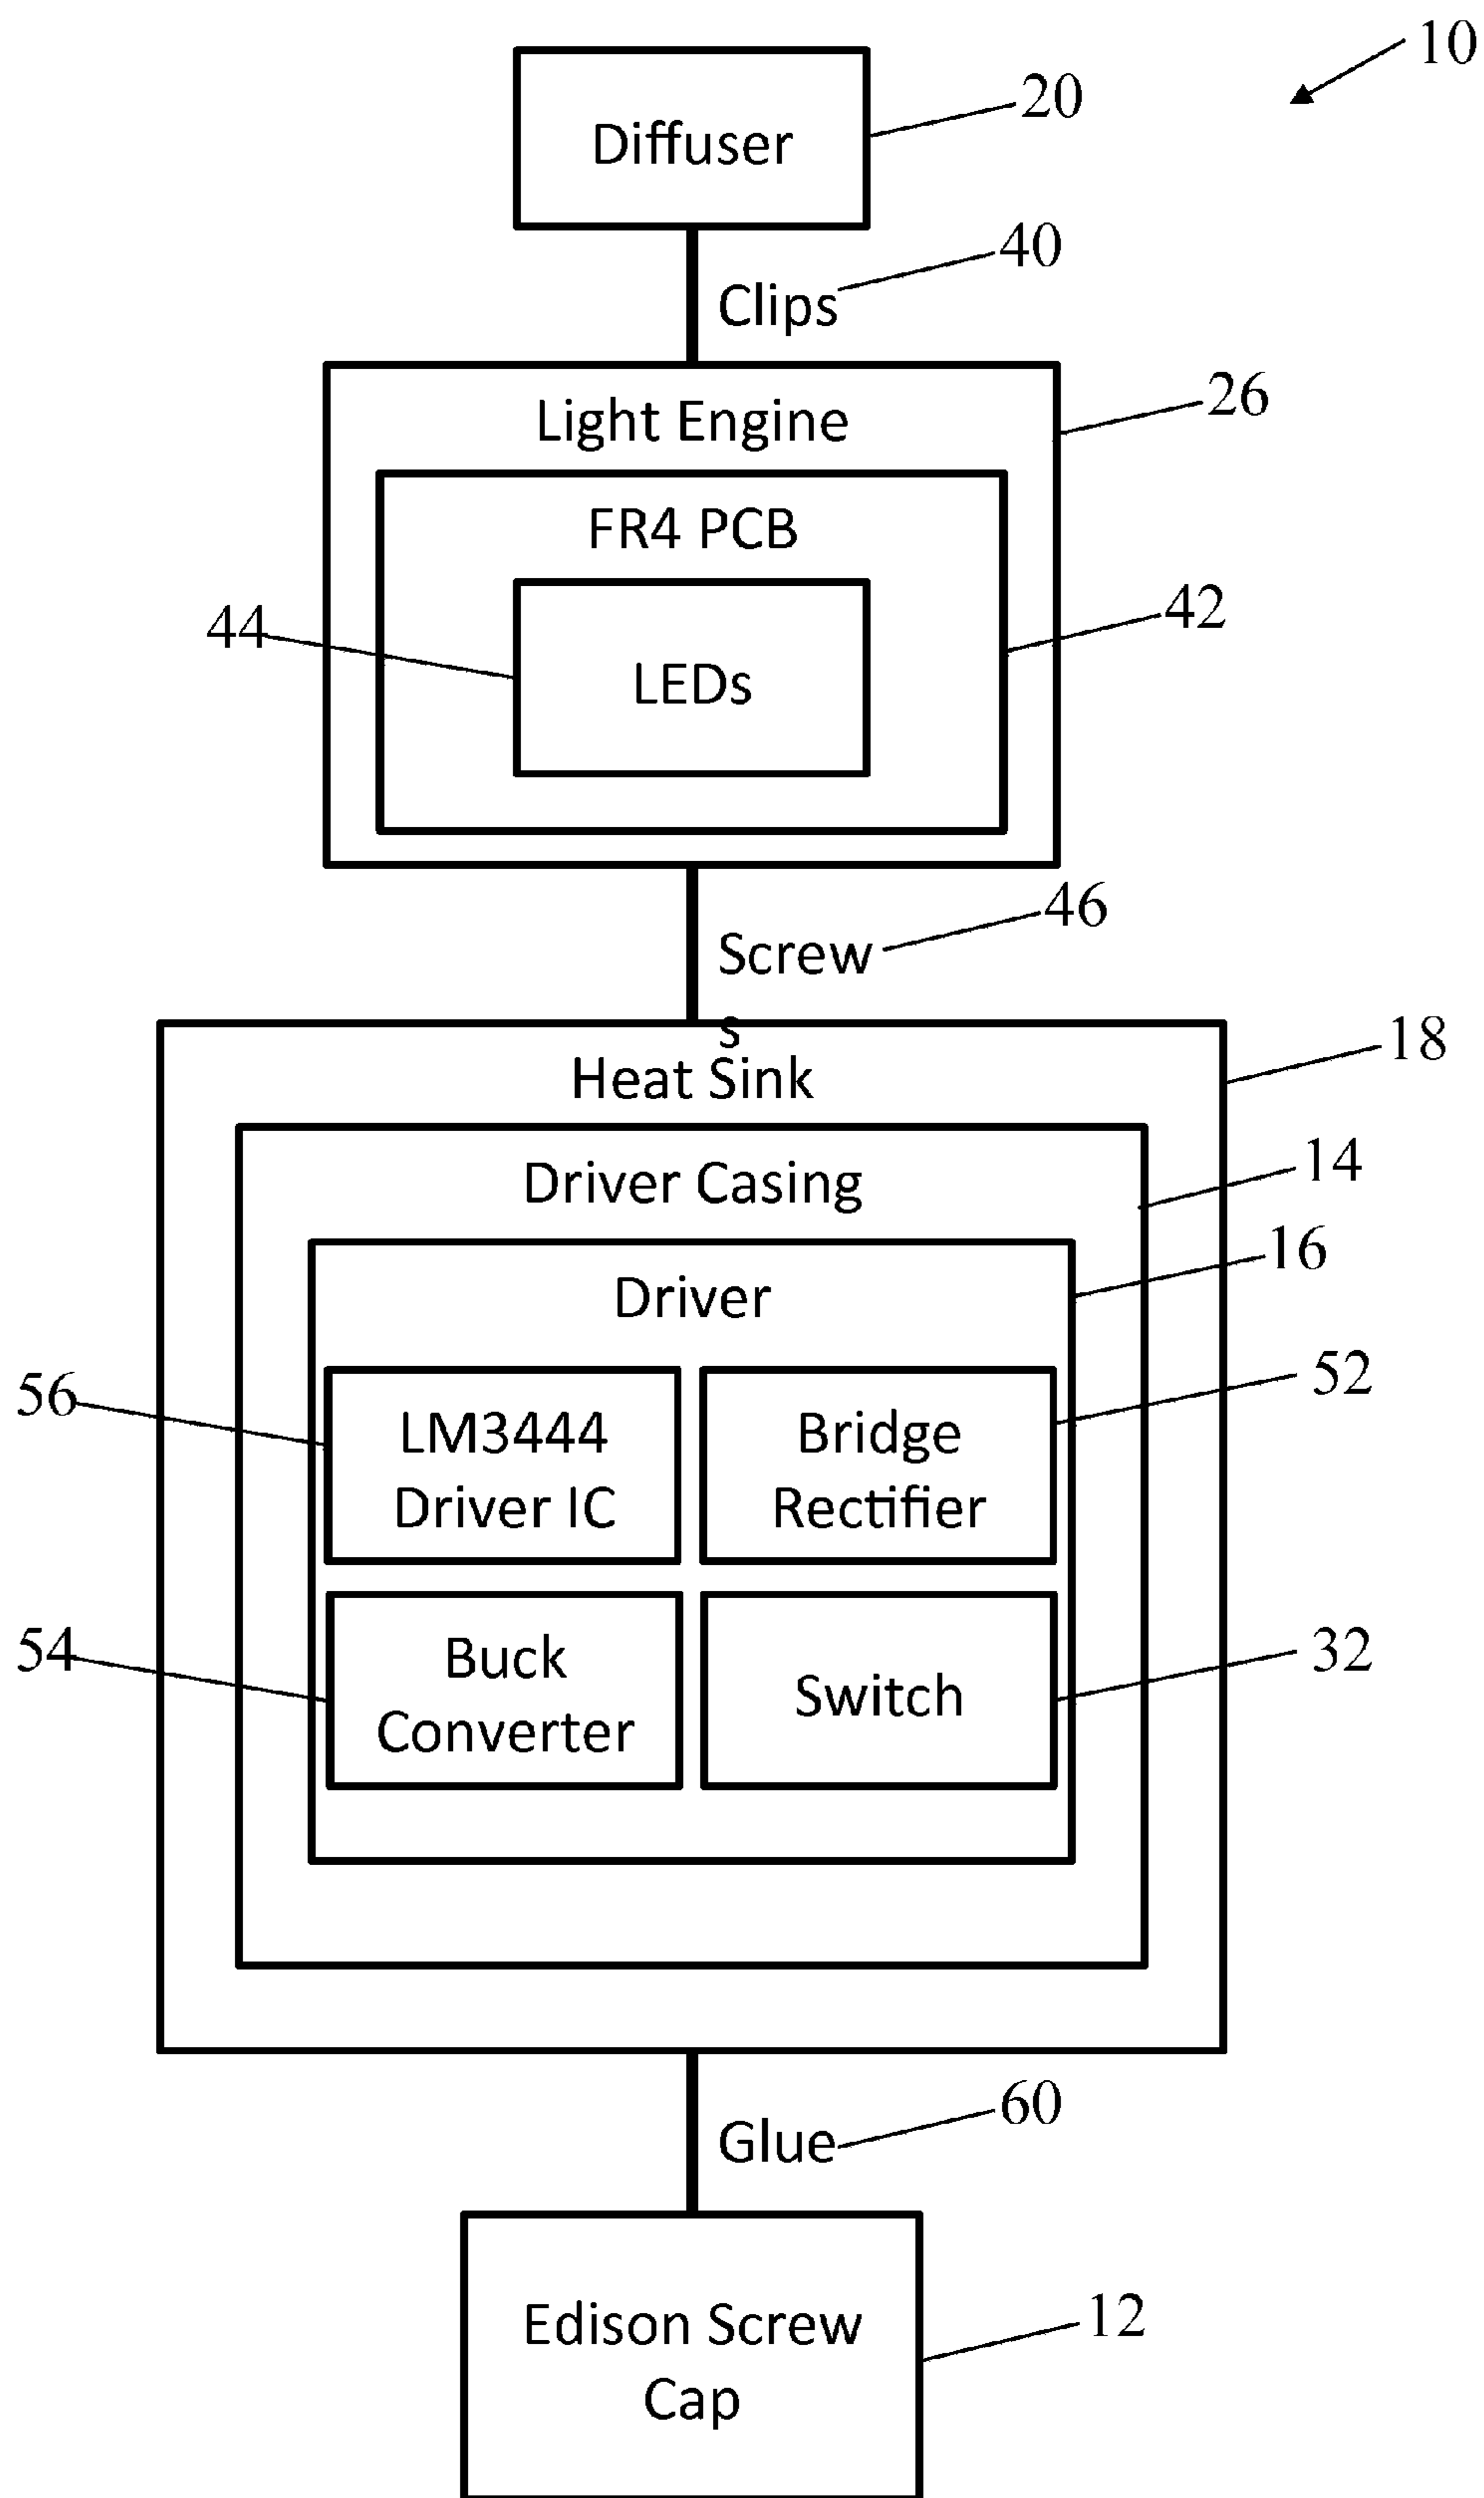 10
20
Diffuser
40
Clips
26
Light Engine
FR4 PCB
44
42
LEDs
46
Screw
s
18
Heat Sink
14
Driver Casing
16
Driver
56
52
LM3444
Driver IC
Bridge
Rectifier
54
32
Buck
Converter
Switch
60
Glue
12
Edison Screw
Cap